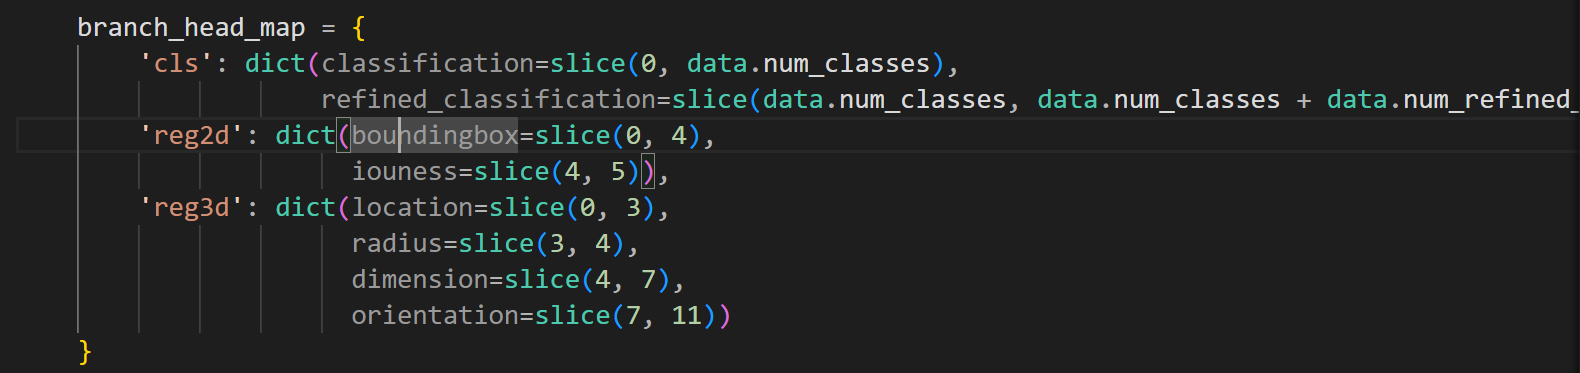 branch_head_map = {
    'cls': dict(classification=slice(0, data.num_classes),
                refined_classification=slice(data.num_classes, data.num_classes + data.num_refined_
    'reg2d': dict(boundingbox=slice(0, 4),
                  iouness=slice(4, 5)),
    'reg3d': dict(location=slice(0, 3),
                  radius=slice(3, 4),
                  dimension=slice(4, 7),
                  orientation=slice(7, 11))
}